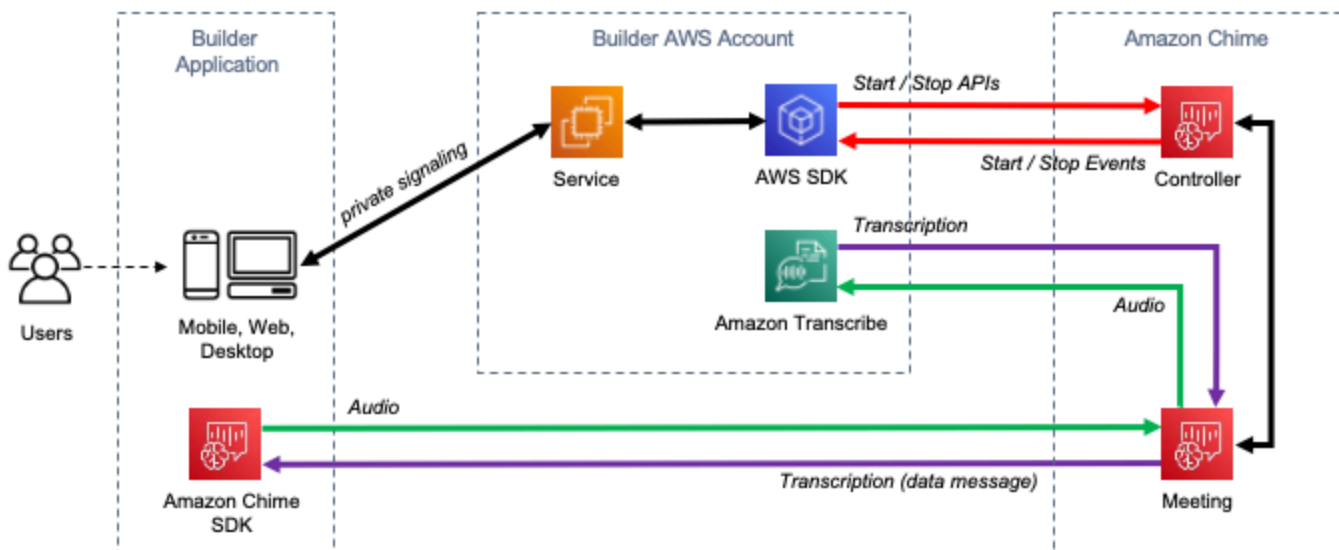 Builder
Application
Builder AWS Account
Amazon Chime
Start / Stop APIs
private signaling
Service
AWS SDK
Start / Stop Events
Controller
Transcription
Users
Mobile, Web,
Desktop
Amazon Transcribe
Audio
Audio
Amazon Chime
SDK
Transcription (data message)
Meeting